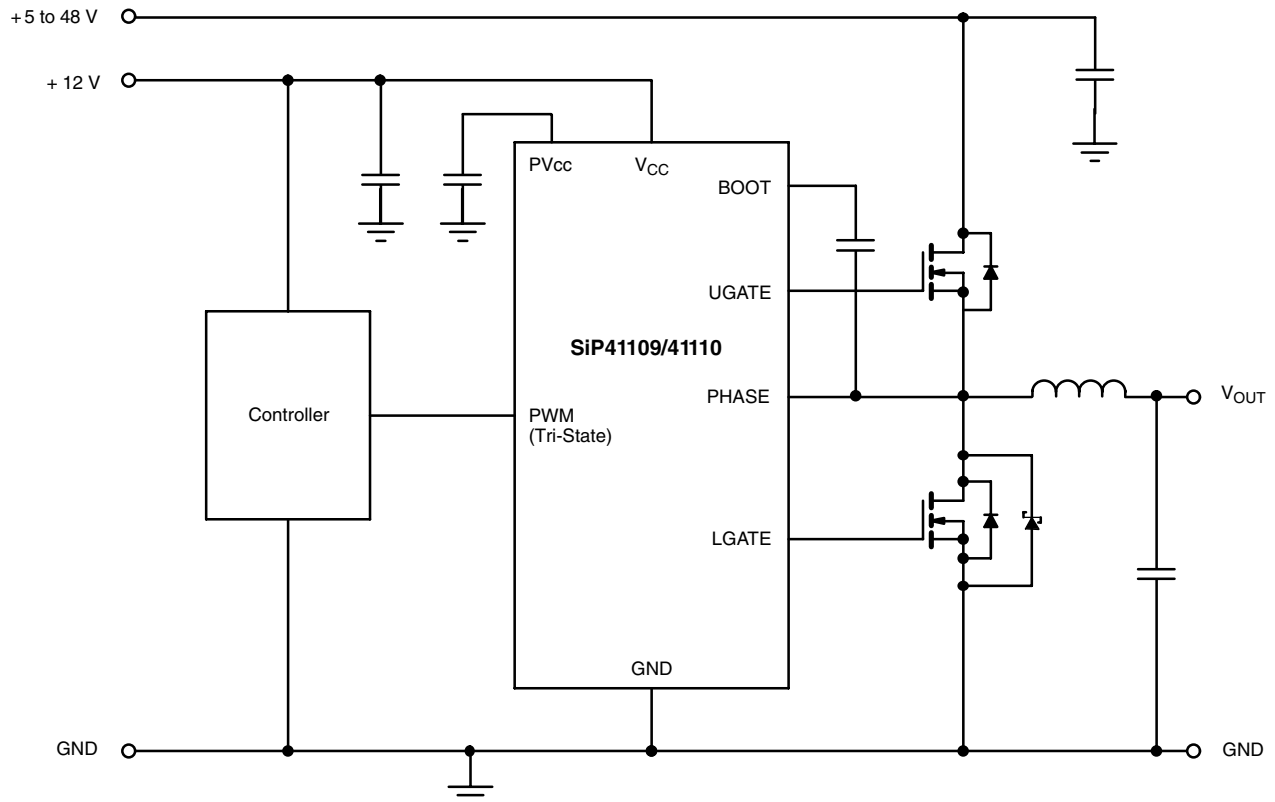 +5 to 48 V
+ 12 V
PVcc
VCC
BOOT
UGATE
SiP41109/41110
PHASE
VOUT
Controller
PWM
(Tri-State)
LGATE
GND
GND
GND